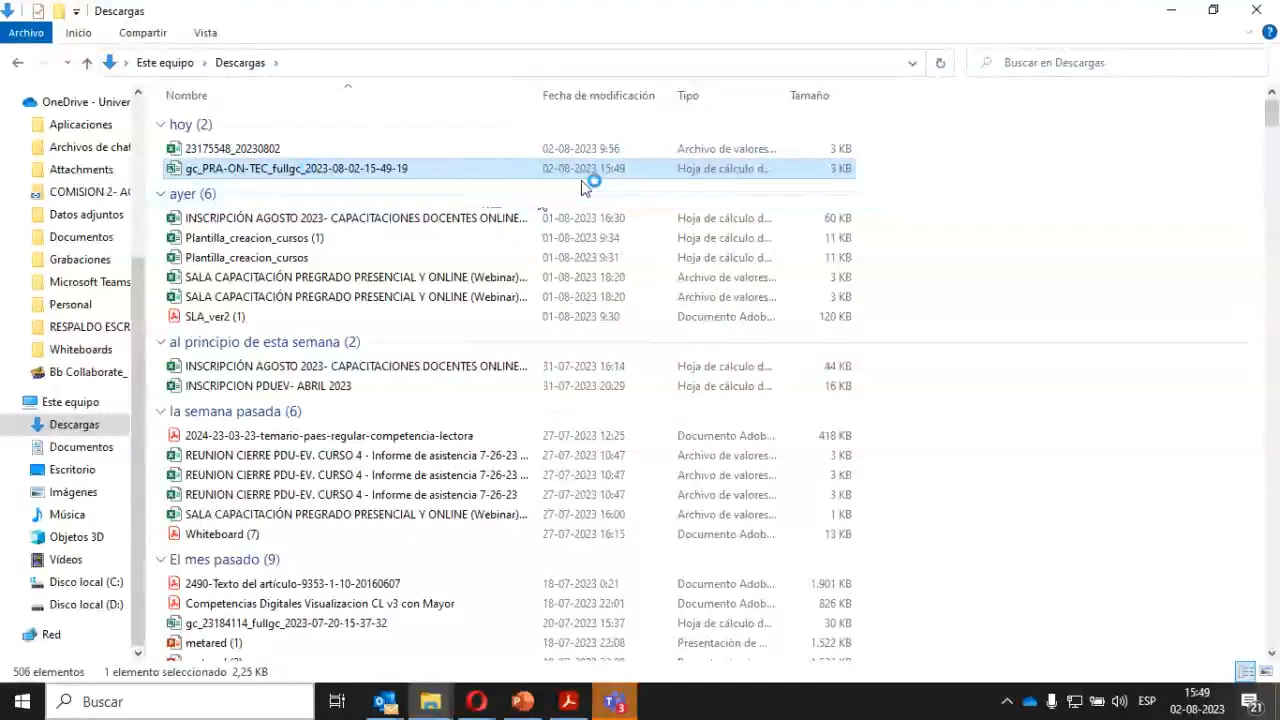 Descargas
Archivo Inicio Compartir Vista
Este equipo Descargas Buscar en Descargas
Nombre Fecha de modificación Tipo Tamaño
OneDrive - Univer
Aplicaciones
Archivos de chat
Attachments
COMISION 2- AC
Datos adjuntos
Documentos
Grabaciones
Microsoft Teams
Personal
RESPALDO ESCR
Whiteboards
Bb Collaborate_
Este equipo
Descargas
Documentos
Escritorio
Imágenes
Música
Objetos 3D
Vídeos
Disco local (C:)
Disco local (D:)
Red
hoy (2)
23175548_20230802 02-08-2023 9:56 Archivo de valores... 3 KB
gc_PRA-ON-TEC_fullgc_2023-08-02-15-49-19 02-08-2023 15:49 Hoja de cálculo d... 3 KB
ayer (6)
INSCRIPCIÓN AGOSTO 2023- CAPACITACIONES DOCENTES ONLINE... 01-08-2023 16:30 Hoja de cálculo d... 60 KB
Plantilla_creacion_cursos (1) 01-08-2023 9:34 Hoja de cálculo d... 11 KB
Plantilla_creacion_cursos 01-08-2023 9:31 Hoja de cálculo d... 11 KB
SALA CAPACITACIÓN PREGRADO PRESENCIAL Y ONLINE (Webinar)... 01-08-2023 18:20 Archivo de valores... 3 KB
SALA CAPACITACIÓN PREGRADO PRESENCIAL Y ONLINE (Webinar)... 01-08-2023 18:20 Archivo de valores... 3 KB
SLA_ver2 (1) 01-08-2023 9:30 Documento Adob... 120 KB
al principio de esta semana (2)
INSCRIPCIÓN AGOSTO 2023- CAPACITACIONES DOCENTES ONLINE... 31-07-2023 16:14 Hoja de cálculo d... 44 KB
INSCRIPCION PDUEV- ABRIL 2023 31-07-2023 20:29 Hoja de cálculo d... 16 KB
la semana pasada (6)
2024-23-03-23-temario-paes-regular-competencia-lectora 27-07-2023 12:25 Documento Adob... 418 KB
REUNION CIERRE PDU-EV. CURSO 4 - Informe de asistencia 7-26-23 ... 27-07-2023 10:47 Archivo de valores... 3 KB
REUNION CIERRE PDU-EV. CURSO 4 - Informe de asistencia 7-26-23 ... 27-07-2023 10:47 Archivo de valores... 3 KB
REUNION CIERRE PDU-EV. CURSO 4 - Informe de asistencia 7-26-23 27-07-2023 10:47 Archivo de valores... 3 KB
SALA CAPACITACIÓN PREGRADO PRESENCIAL Y ONLINE (Webinar)... 27-07-2023 16:00 Archivo de valores... 1 KB
Whiteboard (7) 27-07-2023 16:15 Documento Adob... 13 KB
El mes pasado (9)
2490-Texto del artículo-9353-1-10-20160607 18-07-2023 0:21 Documento Adob... 1.901 KB
Competencias Digitales Visualizacion CL v3 con Mayor 18-07-2023 22:01 Documento Adob... 826 KB
gc_23184114_fullgc_2023-07-20-15-37-32 20-07-2023 15:37 Hoja de cálculo d... 30 KB
metared (1) 18-07-2023 22:08 Presentación de ... 1.522 KB
506 elementos 1 elemento seleccionado 2,25 KB
Buscar ESP 15:49
02-08-2023 21